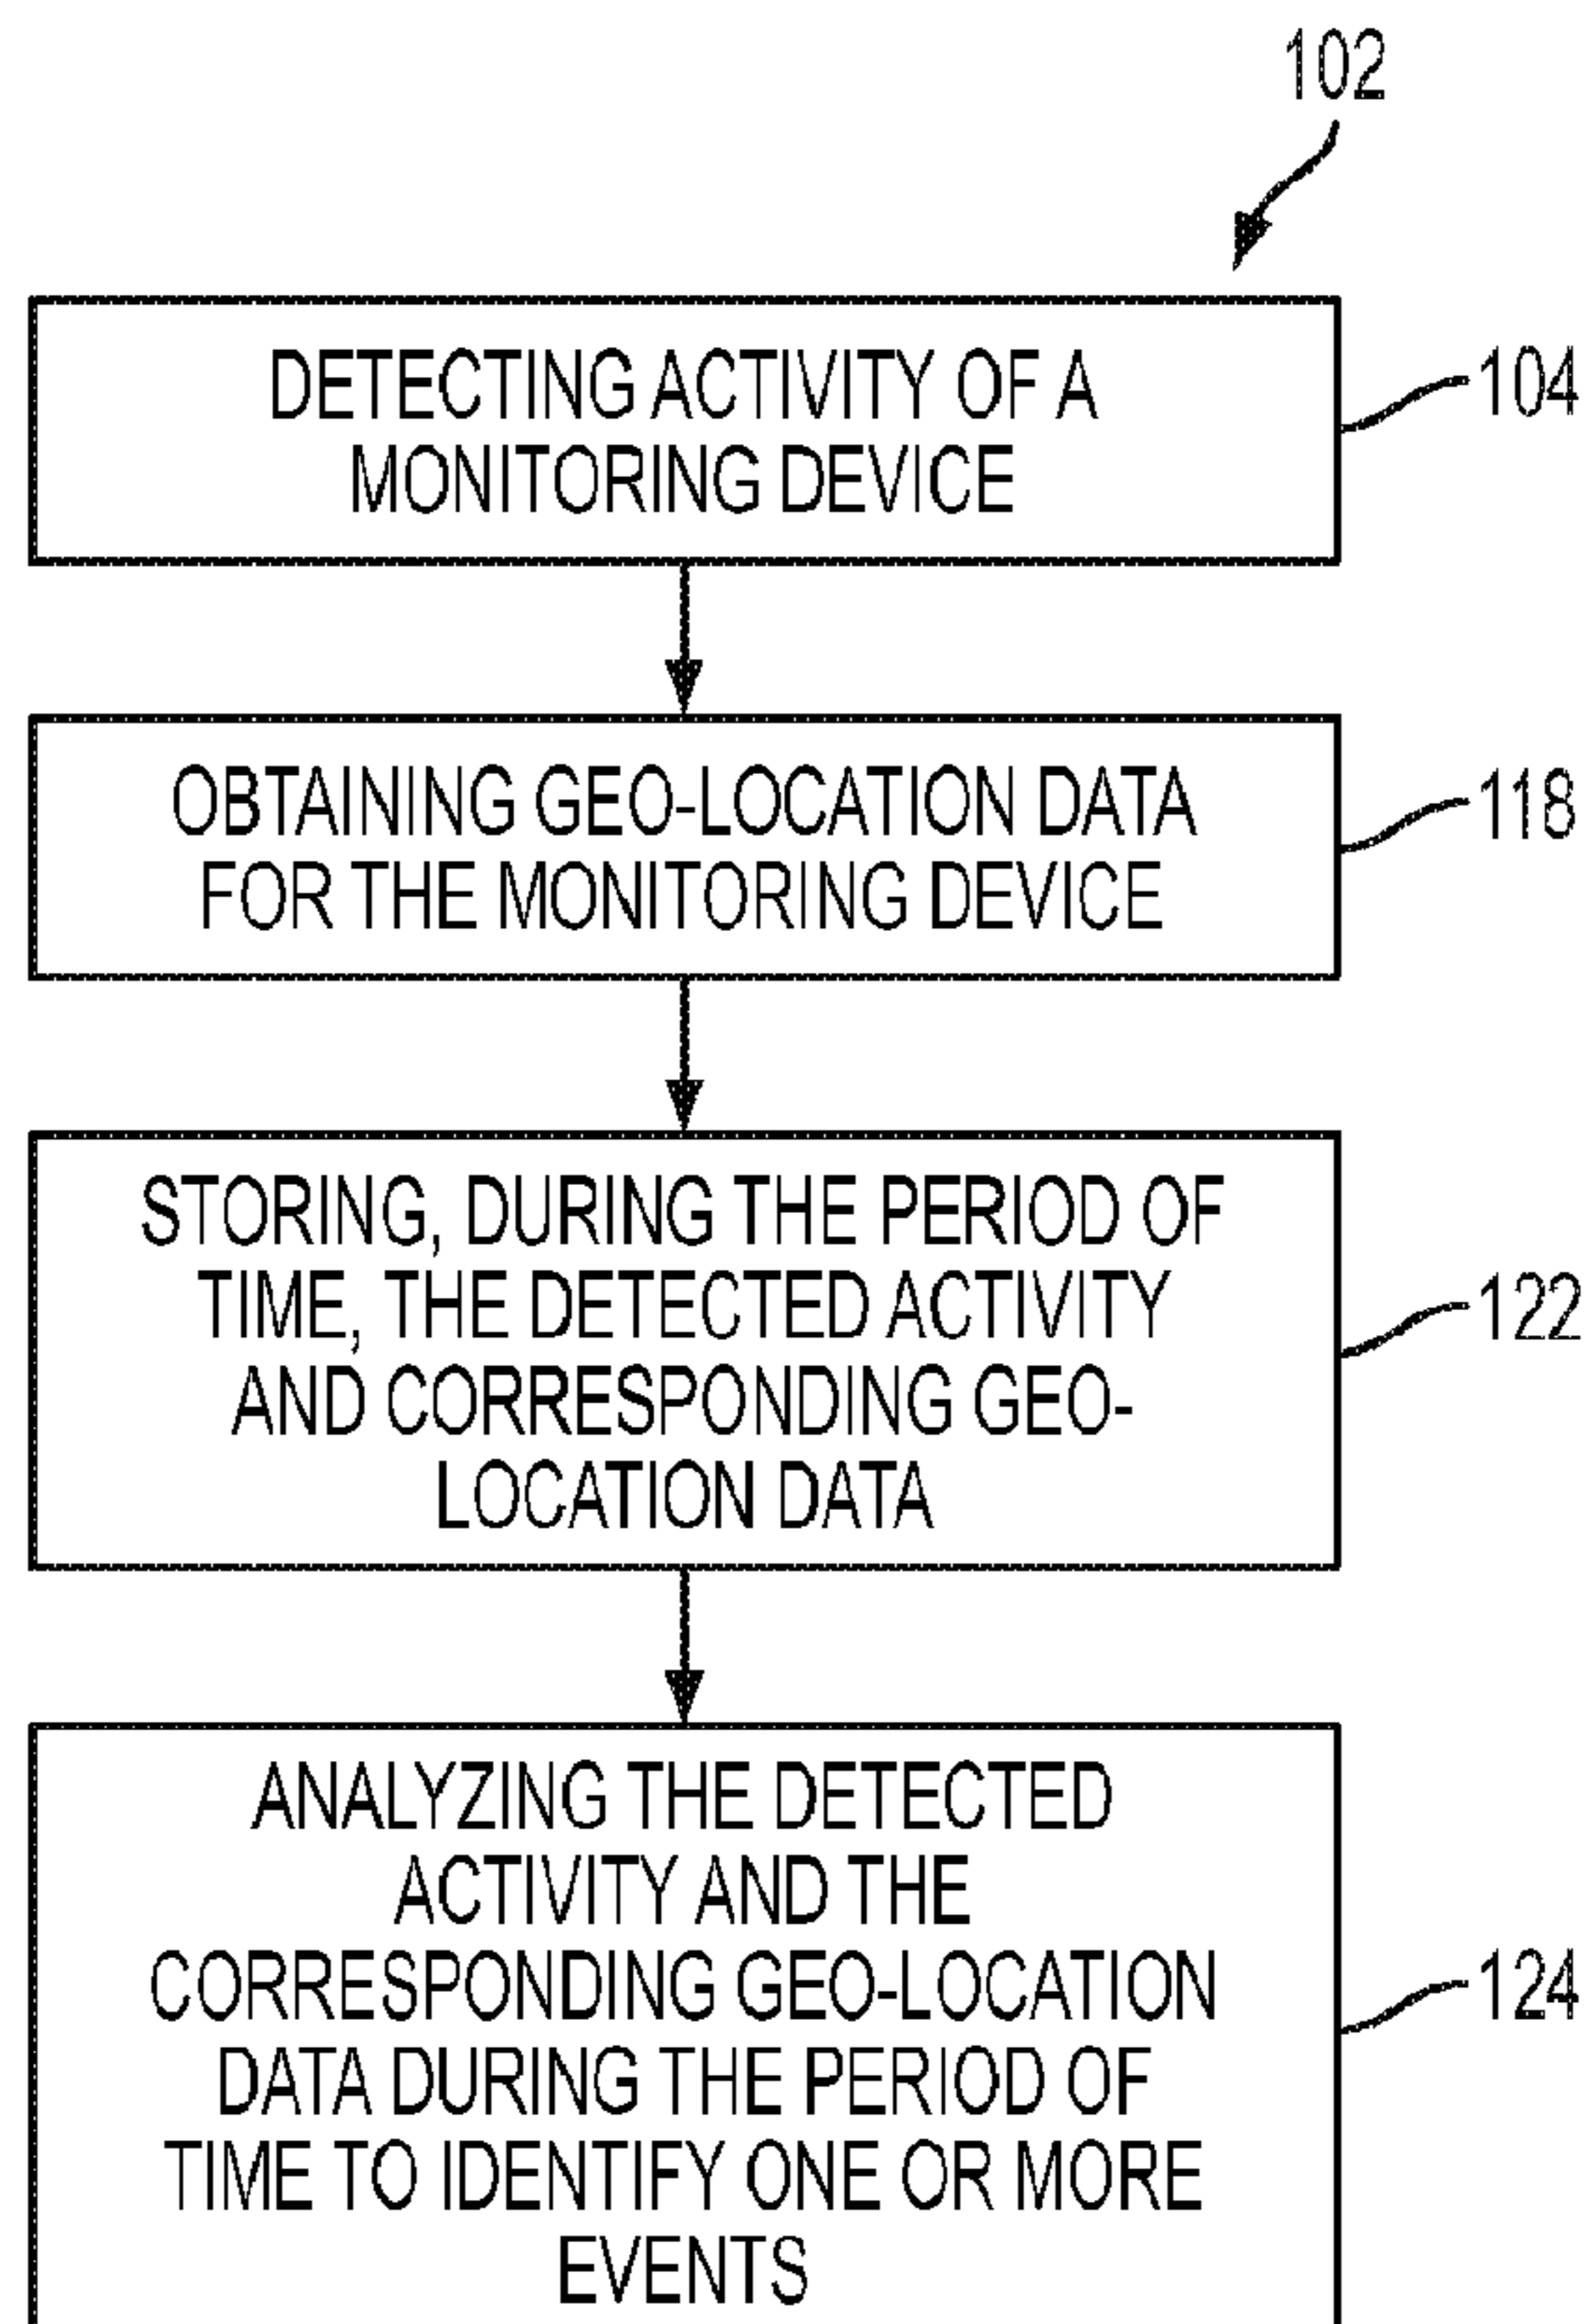 102
DETECTING ACTIVITY OF A
MONITORING DEVICE
104
OBTAINING GEO-LOCATION DATA
FOR THE MONITORING DEVICE
118
STORING, DURING THE PERIOD OF
TIME, THE DETECTED ACTIVITY
AND CORRESPONDING GEO-
LOCATION DATA
122
ANALYZING THE DETECTED
ACTIVITY AND THE
CORRESPONDING GEO-LOCATION
DATA DURING THE PERIOD OF
TIME TO IDENTIFY ONE OR MORE
EVENTS
124